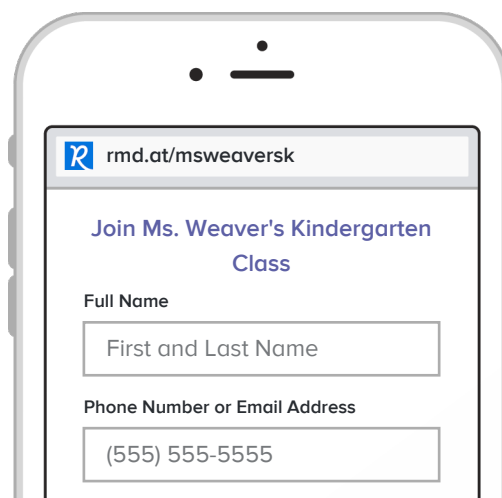 rmd.at/msweaversk
Join Ms. Weaver's Kindergarten
Class
Full Name
First and Last Name
Phone Number or Email Address
(555) 555-5555